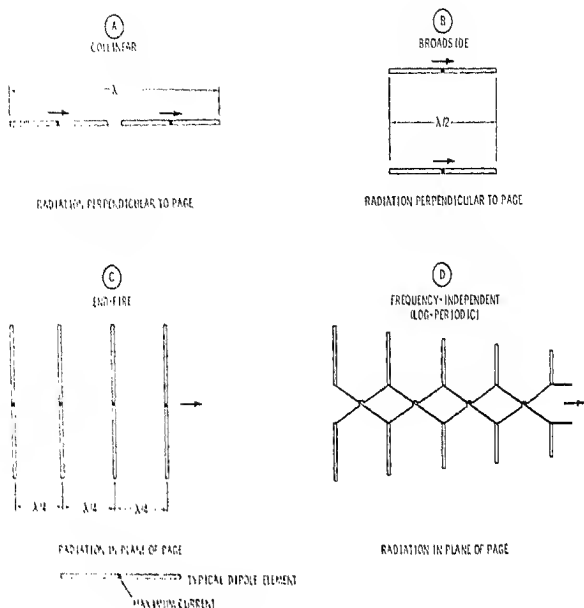 A
COLLINEAR
λ
RADIATION PERPENDICULAR TO PAGE
B
BROADSIDE
λ/2
RADIATION PERPENDICULAR TO PAGE
C
END-FIRE
λ/4 λ/4 λ/4
RADIATION IN PLANE OF PAGE
D
FREQUENCY-INDEPENDENT
(LOG-PERIODIC)
RADIATION IN PLANE OF PAGE
TYPICAL DIPOLE ELEMENT
MAXIMUM CURRENT